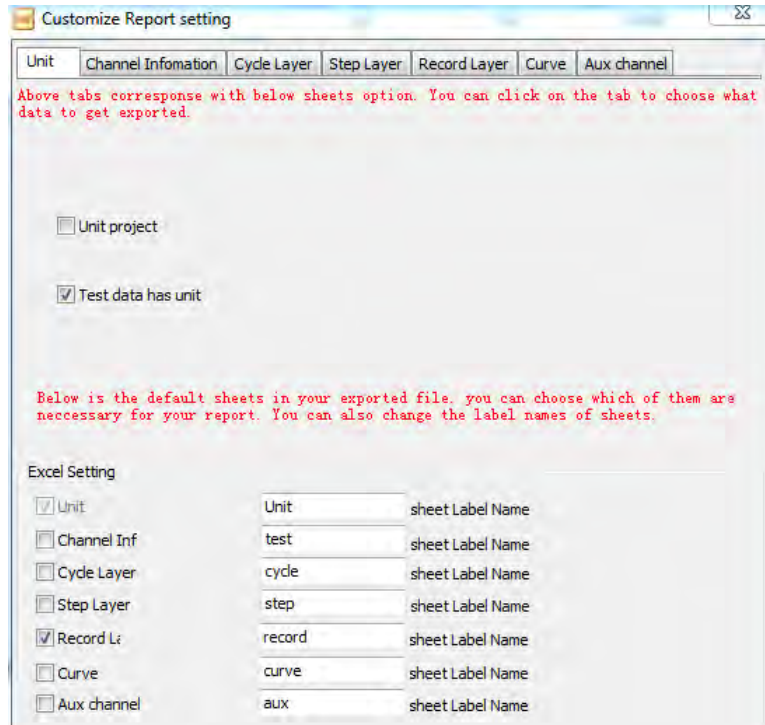 Customize Report setting
Unit Channel Infomation Cycle Layer Step Layer Record Layer Curve Aux channel
Above tabs corresponse with below sheets option. You can click on the tab to choose what
data to get exported.
Unit project
Test data has unit
Below is the default sheets in your exported file, you can choose which of them are
neccessary for your report. You can also change the label names of sheets.
Excel Setting
Unit Unit sheet Label Name
Channel Inf test sheet Label Name
Cycle Layer cycle sheet Label Name
Step Layer step sheet Label Name
Record La record sheet Label Name
Curve curve sheet Label Name
Aux channel aux sheet Label Name